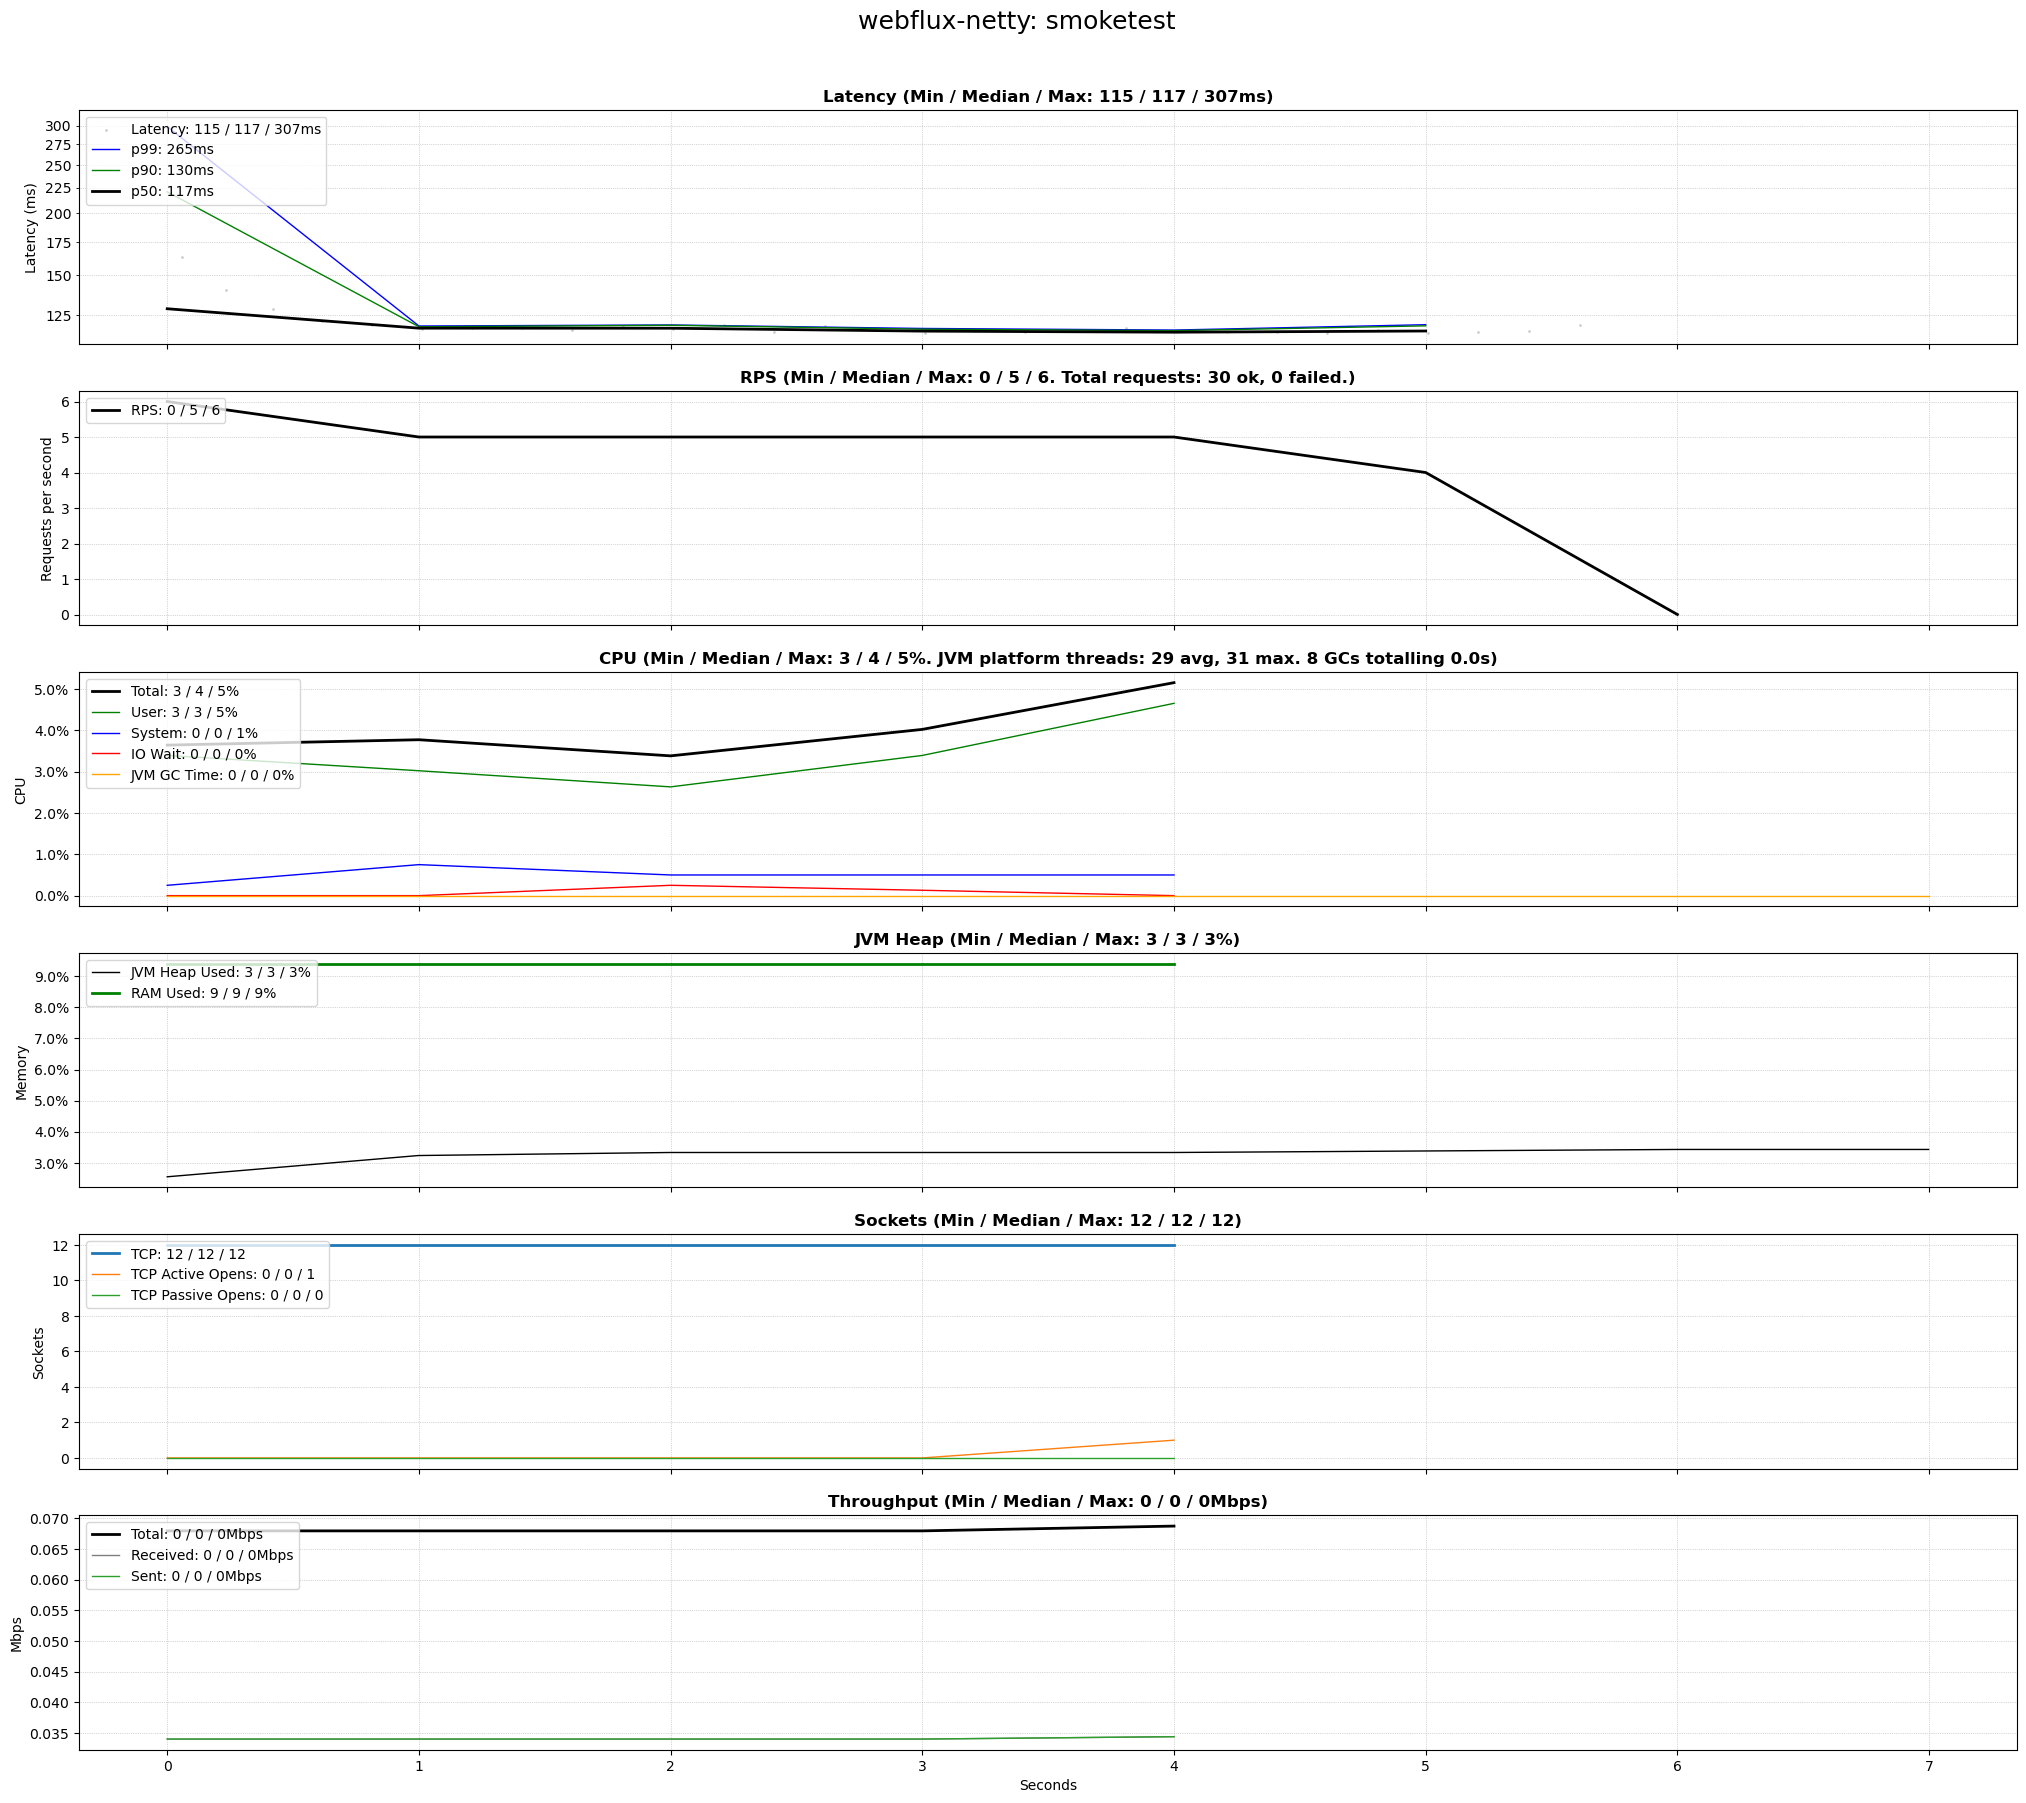 webflux-netty: smoketest
Latency (Min / Median / Max: 115 / 117 / 307ms)
Latency (ms)
300
275
250
225
200
175
150
125
Latency: 115 / 117 / 307ms
p99: 265ms
p90: 130ms
p50: 117ms
RPS (Min / Median / Max: 0 / 5 / 6. Total requests: 30 ok, 0 failed.)
Requests per second
6
5
4
3
2
1
0
RPS: 0 / 5 / 6
CPU (Min / Median / Max: 3 / 4 / 5%. JVM platform threads: 29 avg, 31 max. 8 GCs totalling 0.0s)
CPU
5.0%
4.0%
3.0%
2.0%
1.0%
0.0%
Total: 3 / 4 / 5%
User: 3 / 3 / 5%
System: 0 / 0 / 1%
IO Wait: 0 / 0 / 0%
JVM GC Time: 0 / 0 / 0%
JVM Heap (Min / Median / Max: 3 / 3 / 3%)
Memory
9.0%
8.0%
7.0%
6.0%
5.0%
4.0%
3.0%
JVM Heap Used: 3 / 3 / 3%
RAM Used: 9 / 9 / 9%
Sockets (Min / Median / Max: 12 / 12 / 12)
Sockets
12
10
8
6
4
2
0
TCP: 12 / 12 / 12
TCP Active Opens: 0 / 0 / 1
TCP Passive Opens: 0 / 0 / 0
Throughput (Min / Median / Max: 0 / 0 / 0Mbps)
Mbps
0.070
0.065
0.060
0.055
0.050
0.045
0.040
0.035
Total: 0 / 0 / 0Mbps
Received: 0 / 0 / 0Mbps
Sent: 0 / 0 / 0Mbps
0 1 2 3 4 5 6 7
Seconds